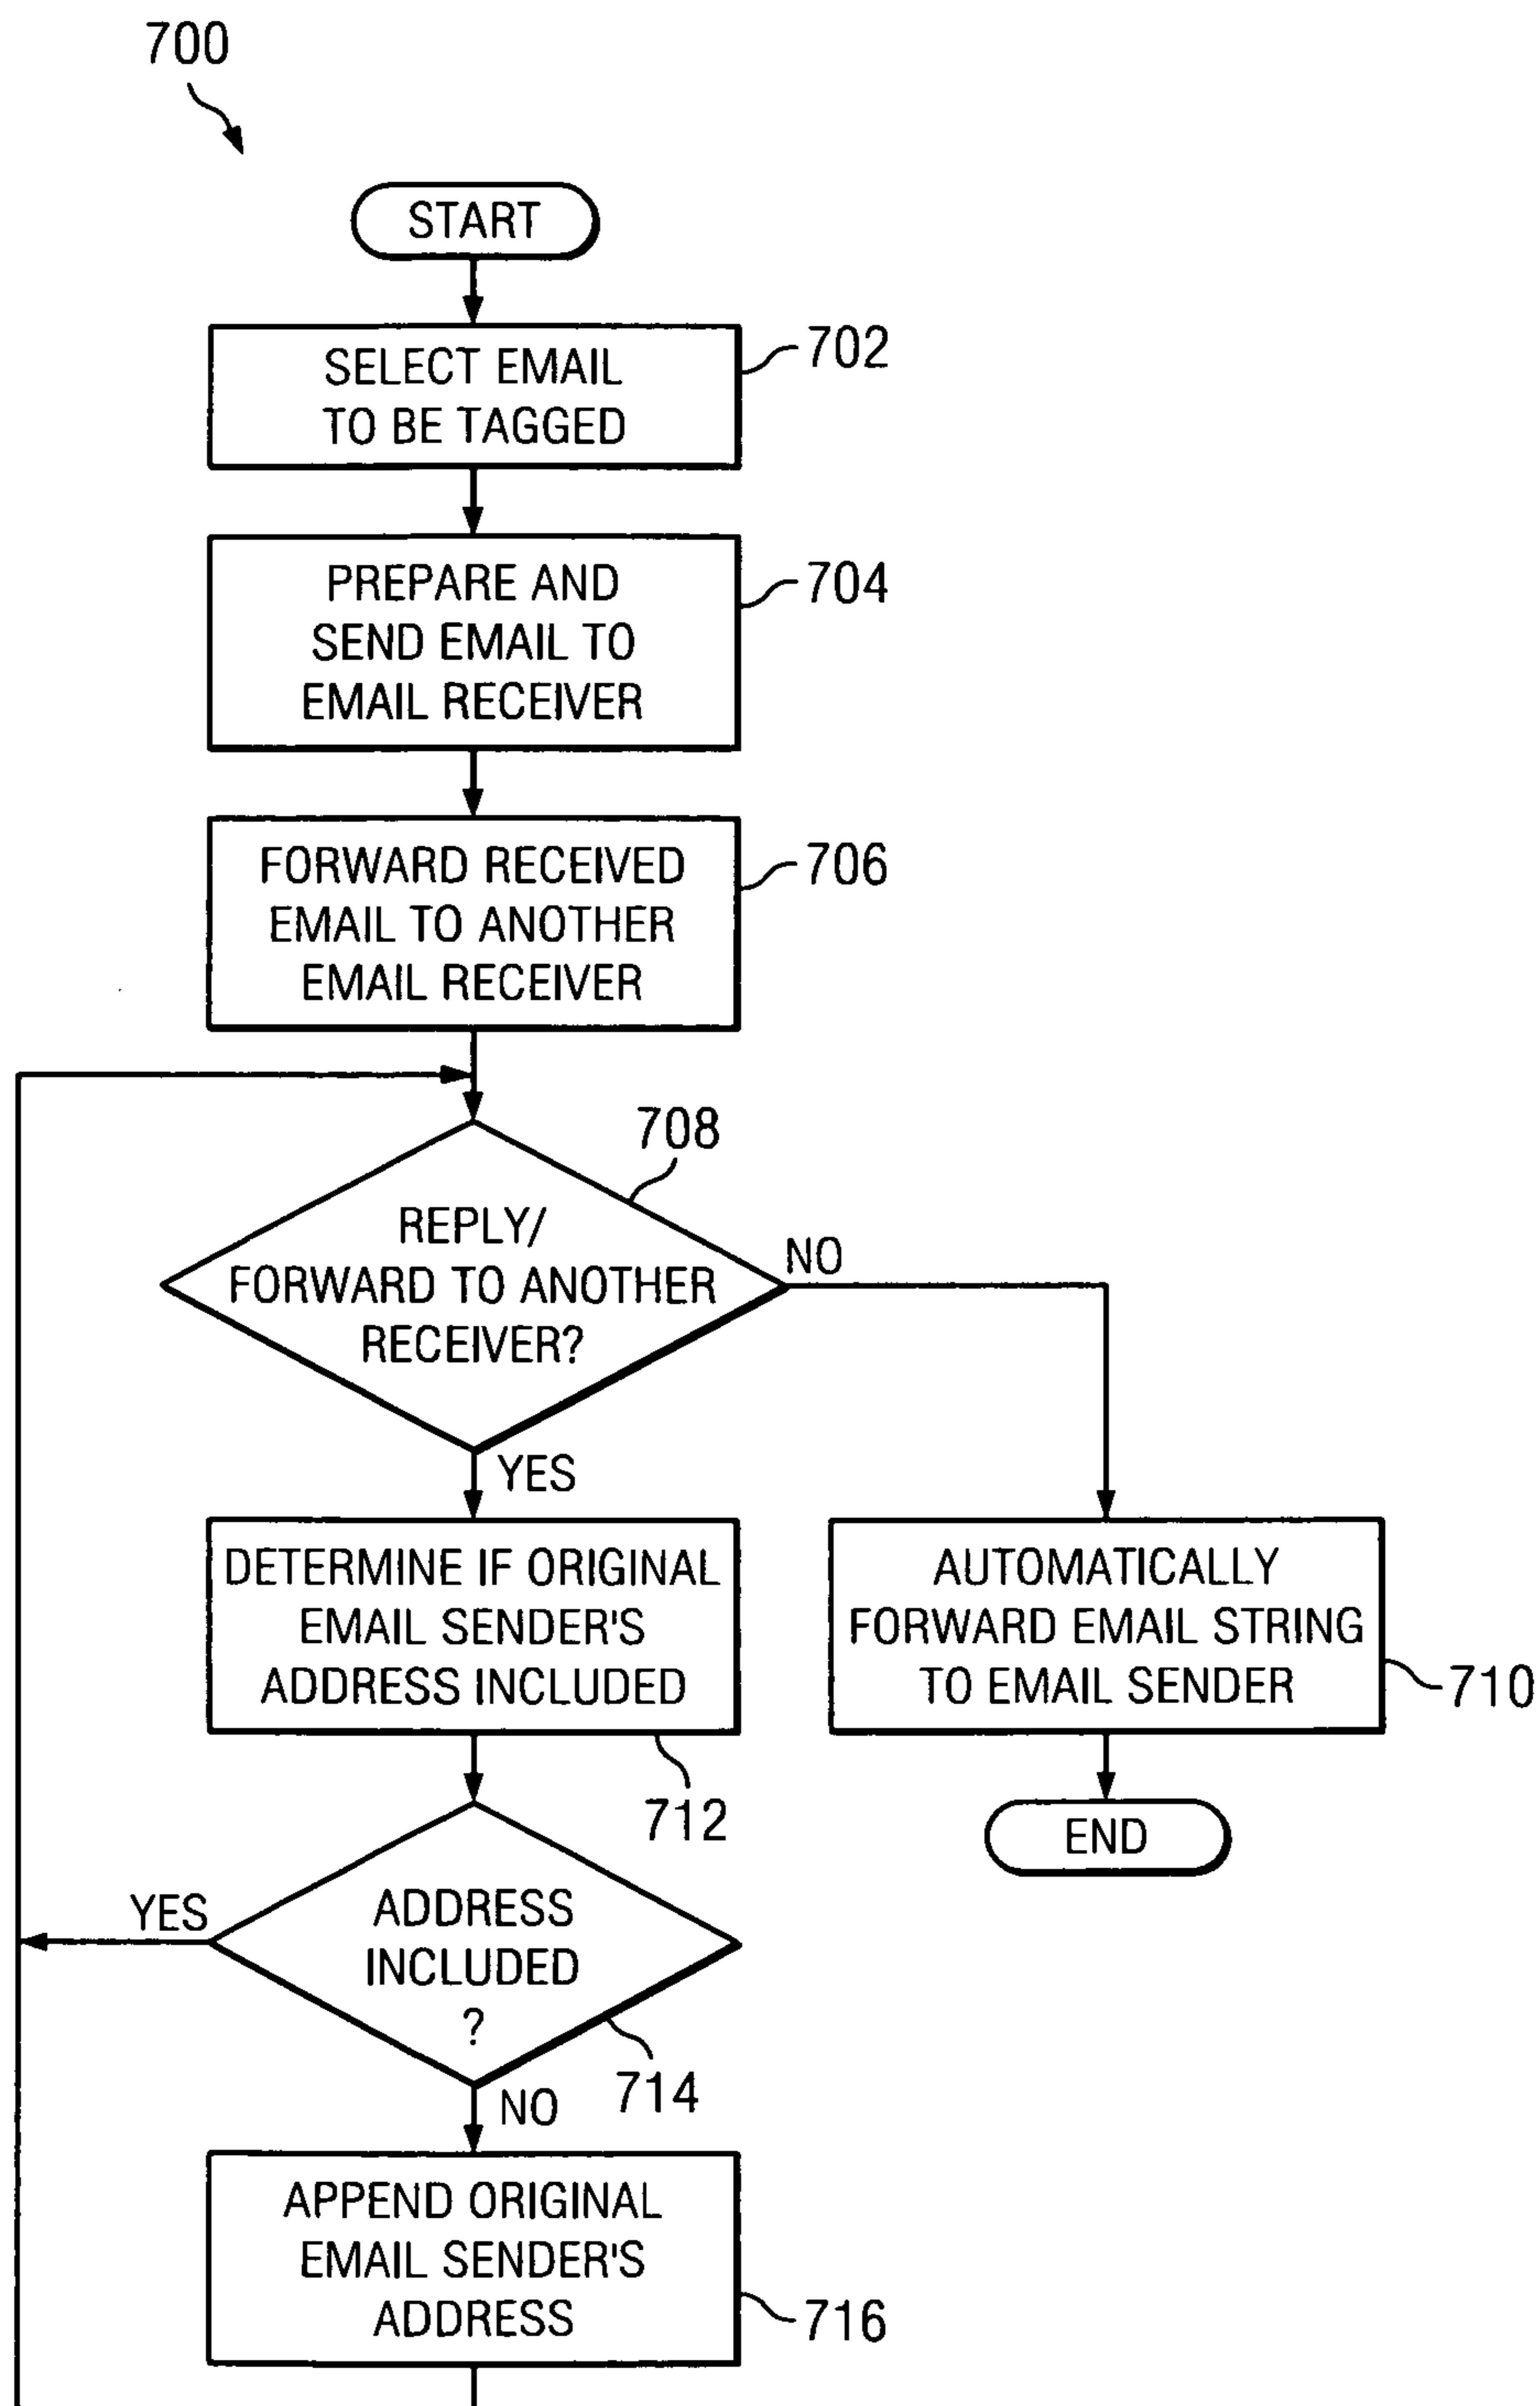 700
START
SELECT EMAIL
TO BE TAGGED
702
PREPARE AND
SEND EMAIL TO
EMAIL RECEIVER
704
FORWARD RECEIVED
EMAIL TO ANOTHER
EMAIL RECEIVER
706
708
REPLY/
FORWARD TO ANOTHER
RECEIVER?
NO
YES
DETERMINE IF ORIGINAL
EMAIL SENDER'S
ADDRESS INCLUDED
712
AUTOMATICALLY
FORWARD EMAIL STRING
TO EMAIL SENDER
710
END
ADDRESS
INCLUDED
?
YES
714
NO
APPEND ORIGINAL
EMAIL SENDER'S
ADDRESS
716